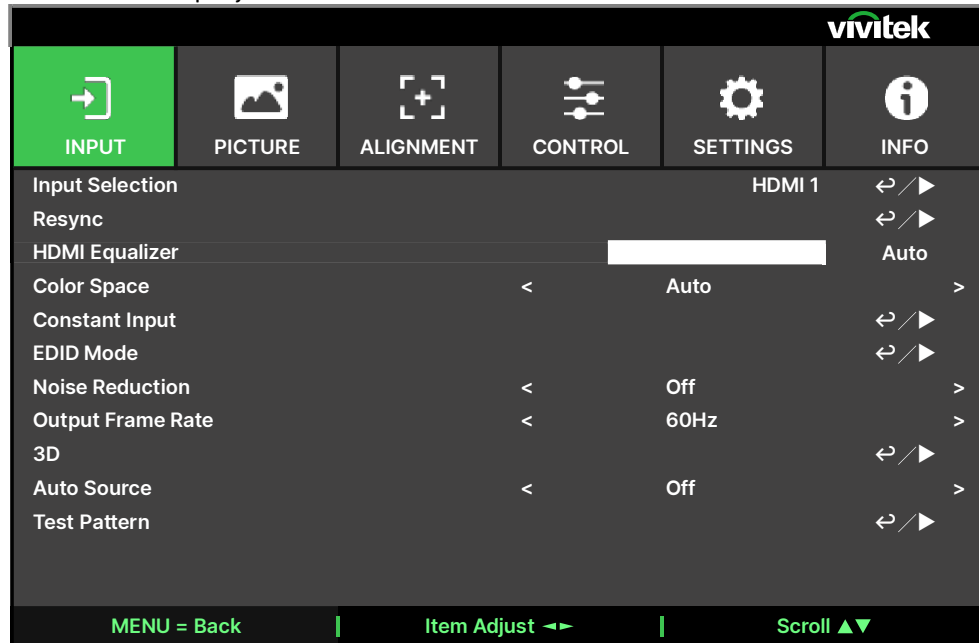 vivitek
INPUT PICTURE ALIGNMENT CONTROL SETTINGS INFO
Input Selection HDMI 1 ↩/▶
Resync ↩/▶
HDMI Equalizer Auto
Color Space < Auto >
Constant Input ↩/▶
EDID Mode ↩/▶
Noise Reduction < Off >
Output Frame Rate < 60Hz >
3D ↩/▶
Auto Source < Off >
Test Pattern ↩/▶
MENU = Back Item Adjust ◄► Scroll ▲▼